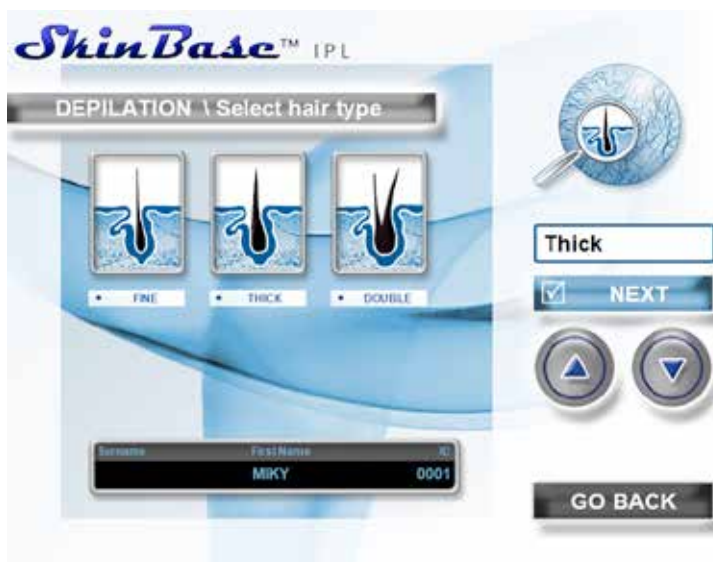 SkinBase™ IPL
DEPILATION \ Select hair type
• FINE • THICK • DOUBLE
Thick
NEXT
Surname First Name ID
MIKY 0001
GO BACK